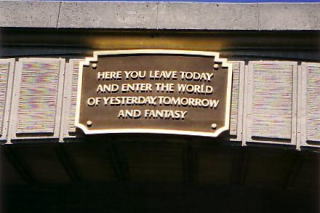 HERE YOU LEAVE TODAY
AND ENTER THE WORLD
OF YESTERDAY, TOMORROW
AND FANTASY